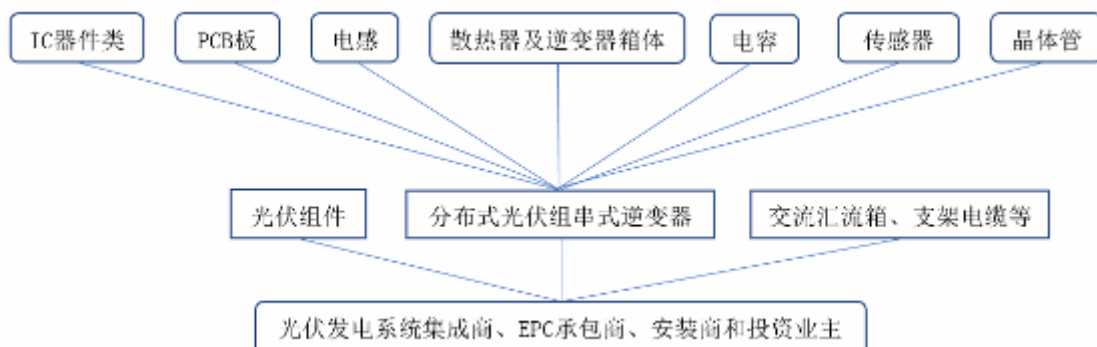 IC器件类
PCB板
电感
散热器及逆变器箱体
电容
传感器
晶体管
光伏组件
分布式光伏组串式逆变器
交流汇流箱、支架电缆等
光伏发电系统集成商、EPC承包商、安装商和投资业主